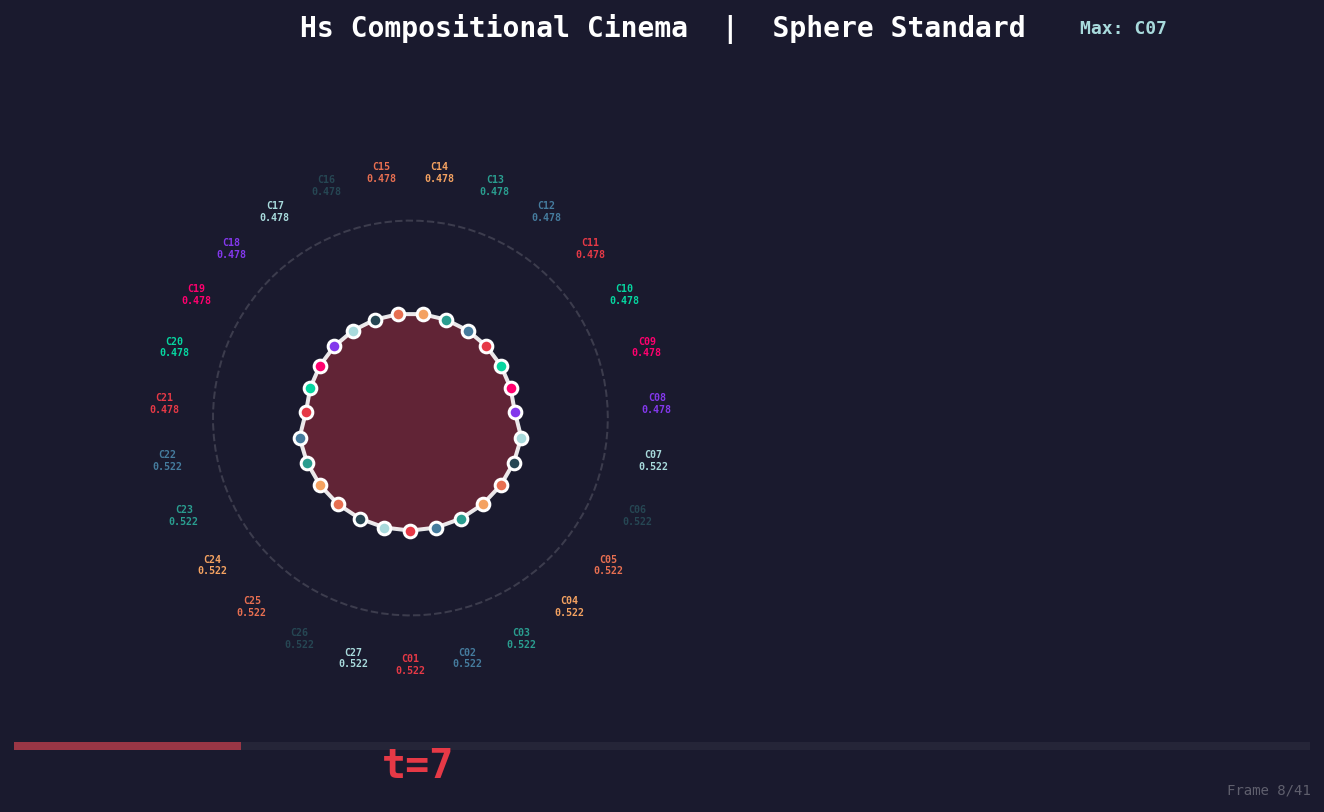 Hs Compositional Cinema | Sphere Standard
Max: C07
C15
0.478
C14
0.478
C16
0.478
C13
0.478
C17
0.478
C12
0.478
C18
0.478
C11
0.478
C19
0.478
C10
0.478
C20
0.478
C09
0.478
C21
0.478
C08
0.478
C22
0.522
C07
0.522
C23
0.522
C06
0.522
C24
0.522
C05
0.522
C25
0.522
C04
0.522
C26
0.522
C03
0.522
C27
0.522
C01
0.522
C02
0.522
t=7
Frame 8/41